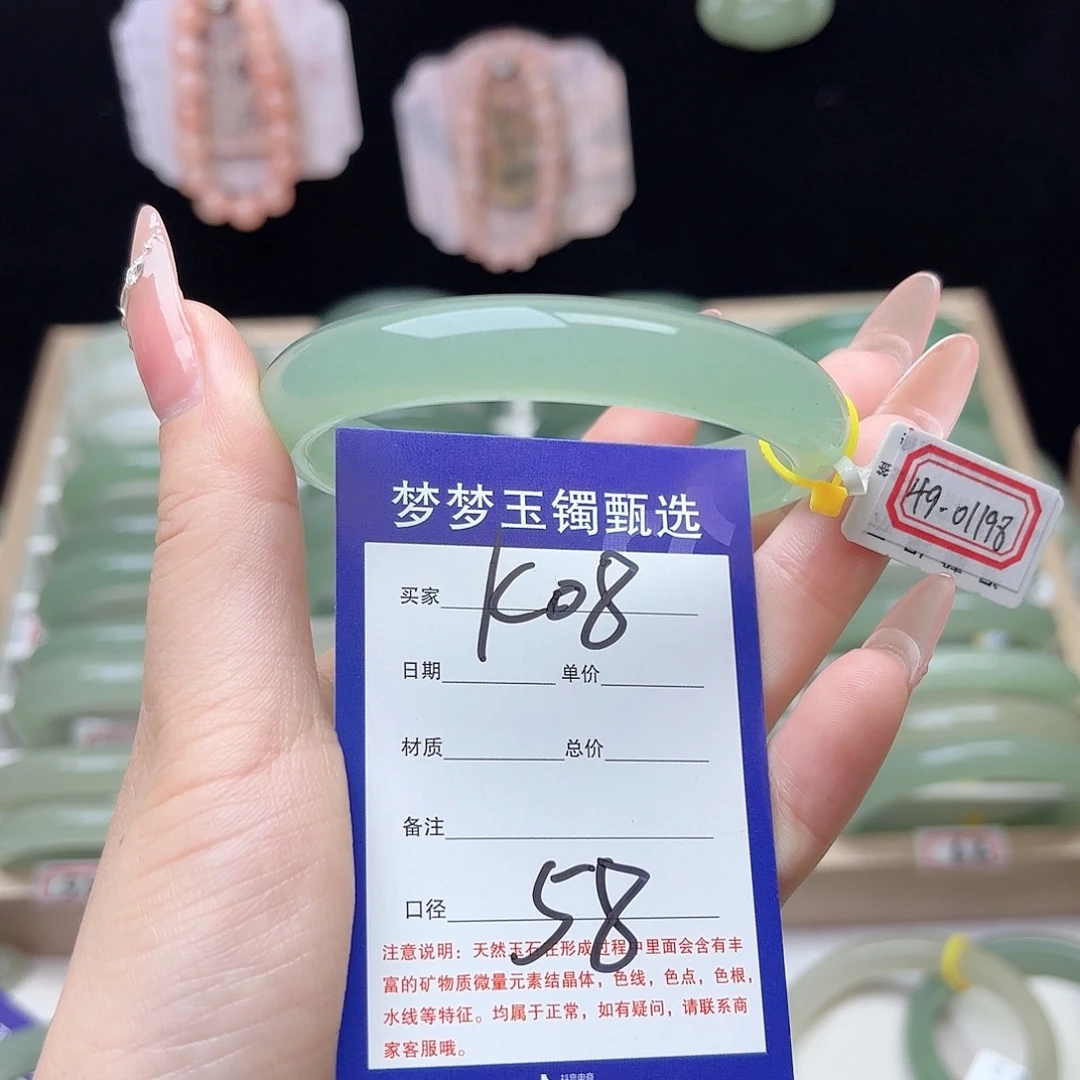 梦梦玉镯甄选
买家 K08
日期 单价
材质 总价
备注
口径 58
注意说明：天然玉石在形成过程中里面会含有丰
富的矿物质微量元素结晶体，色线，色点，色根，
水线等特征。均属于正常，如有疑问，请联系商
家客服哦。
抖音电商
49-01198